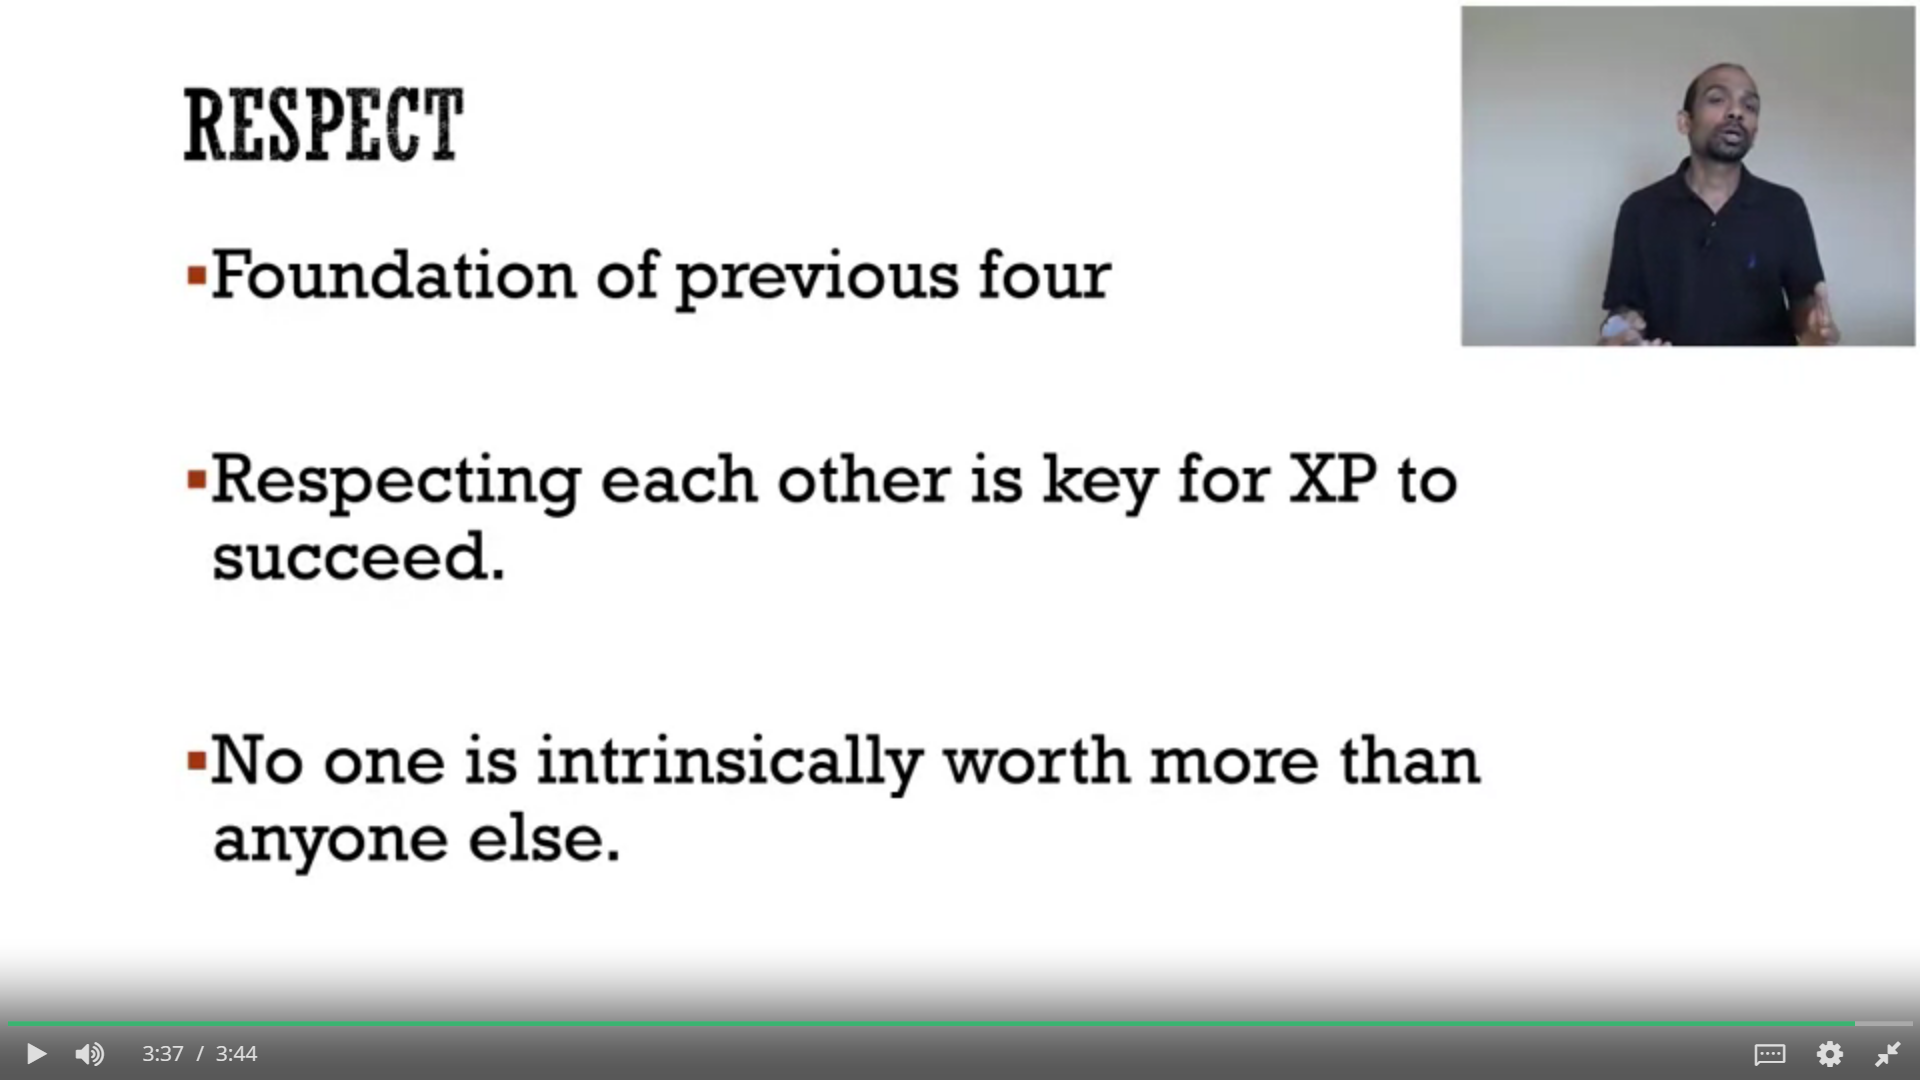 RESPECT
▪Foundation of previous four
▪Respecting each other is key for XP to
succeed.
▪No one is intrinsically worth more than
anyone else.
3:37 / 3:44